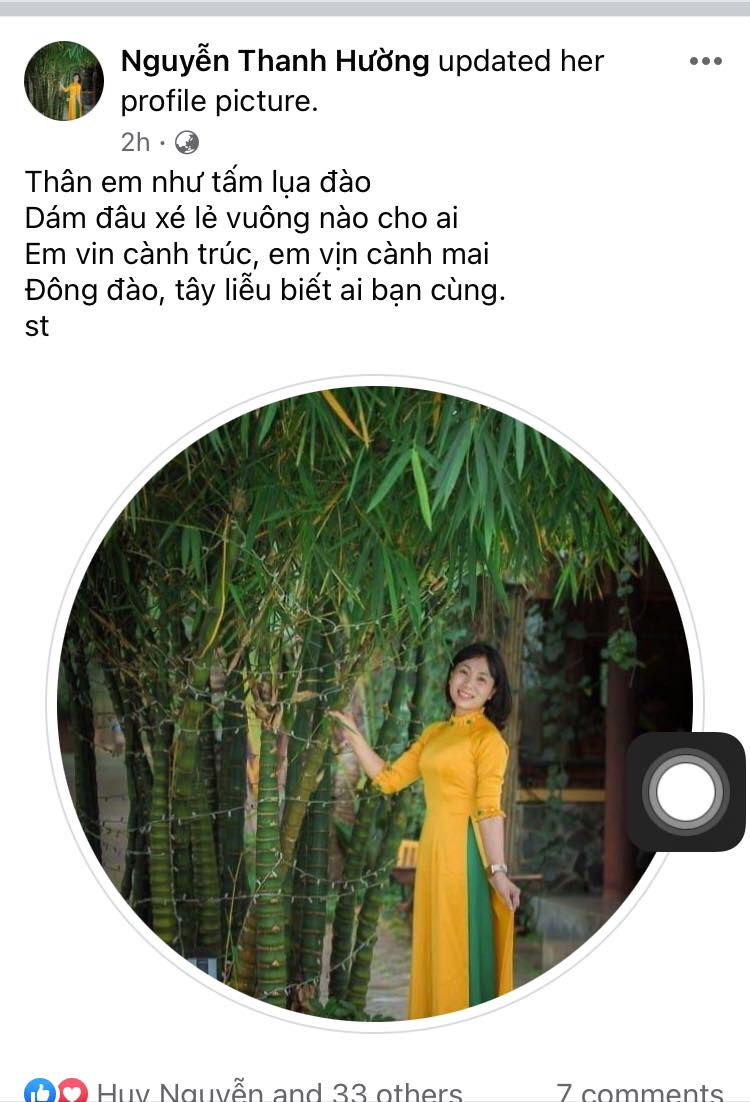 Nguyễn Thanh Hường updated her
profile picture.
2h ·
Thân em như tấm lụa đào
Dám đâu xé lẻ vuông nào cho ai
Em vin cành trúc, em vịn cành mai
Đông đào, tây liễu biết ai bạn cùng.
st
Huy Nguyễn and 33 others
7 comments